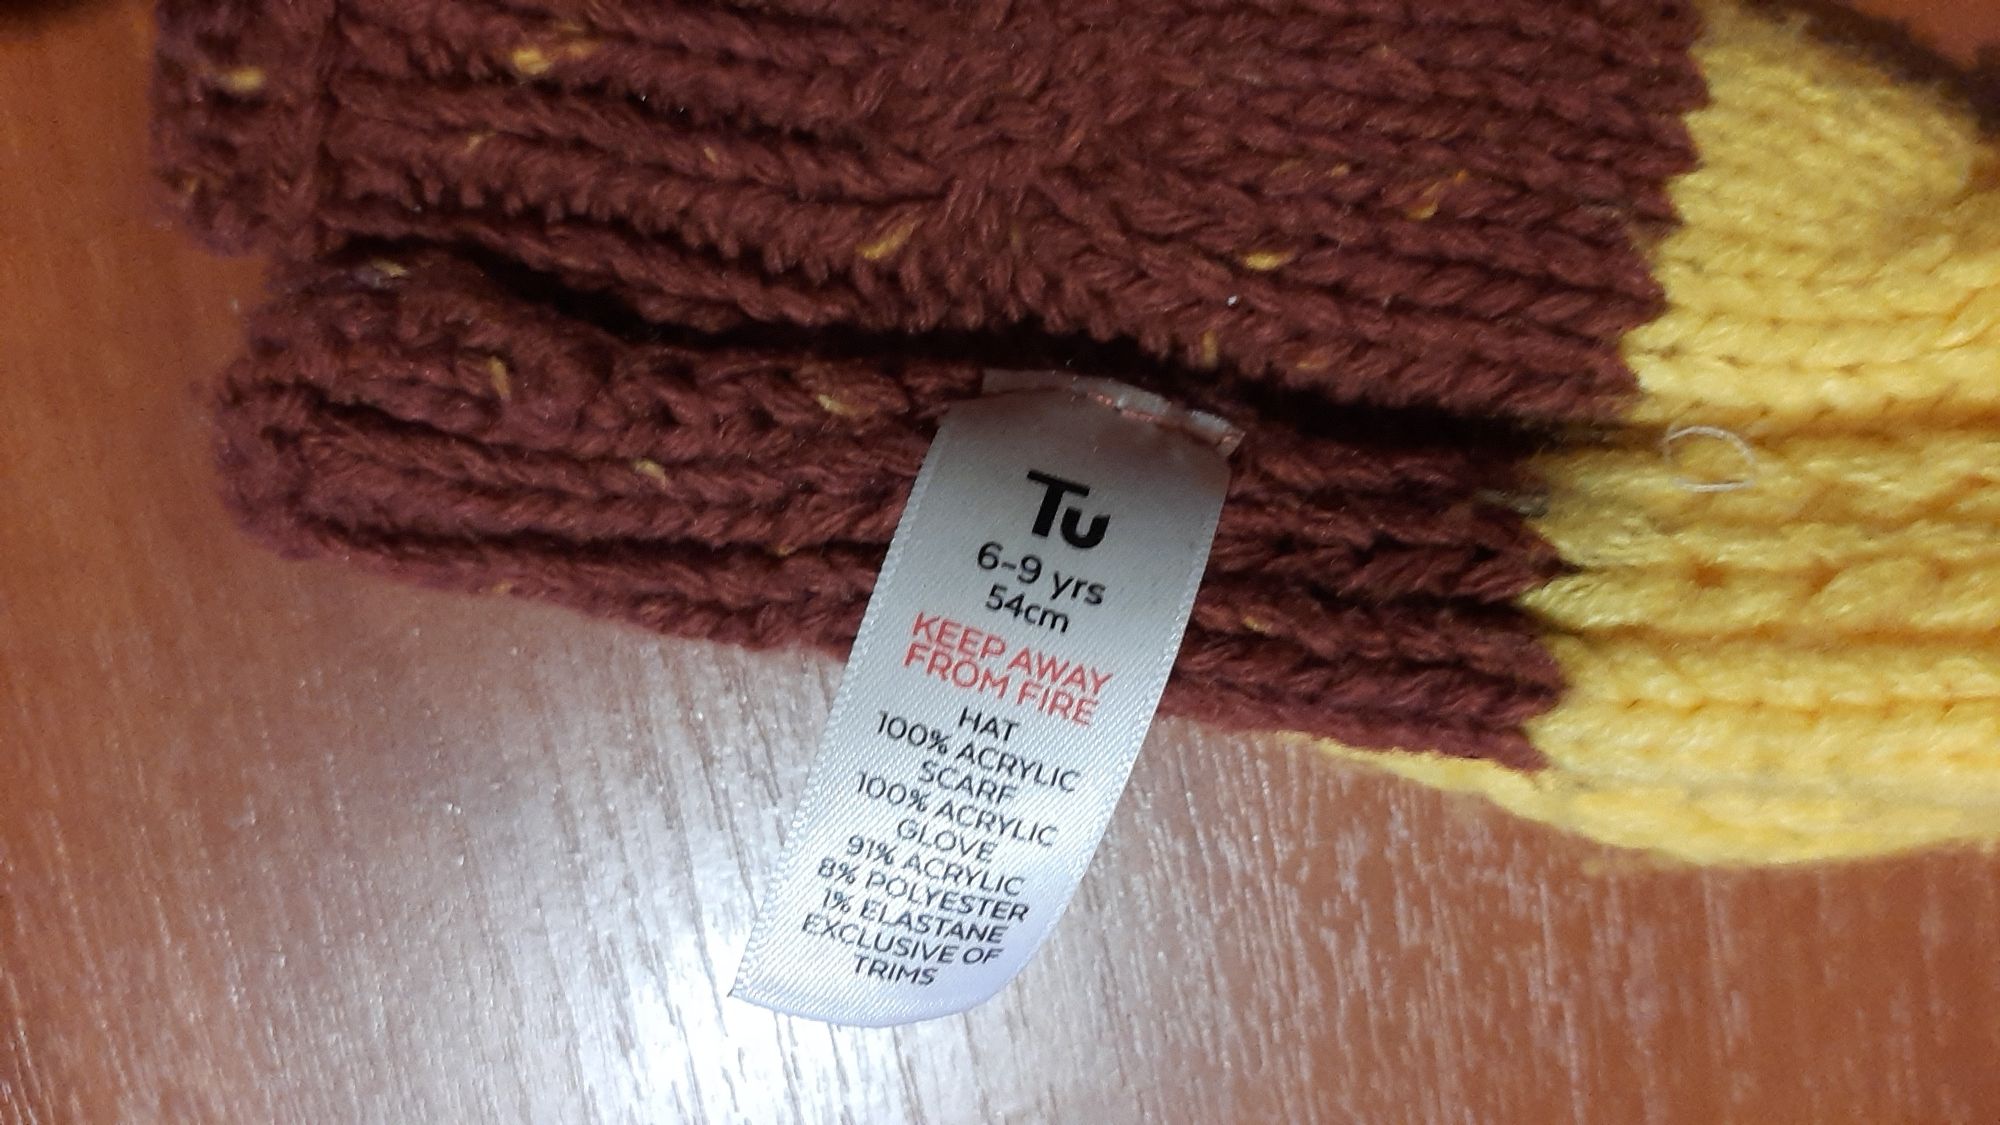 Tu
6-9 yrs
54cm
KEEP AWAY
FROM FIRE
HAT
100% ACRYLIC
SCARF
100% ACRYLIC
GLOVE
91% ACRYLIC
8% POLYESTER
1% ELASTANE
EXCLUSIVE OF
TRIMS